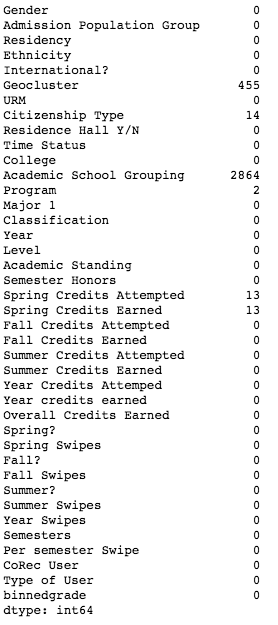 Gender 0
Admission Population Group 0
Residency 0
Ethnicity 0
International? 0
Geocluster 455
URM 0
Citizenship Type 14
Residence Hall Y/N 0
Time Status 0
College 0
Academic School Grouping 2864
Program 2
Major 1 0
Classification 0
Year 0
Level 0
Academic Standing 0
Semester Honors 0
Spring Credits Attempted 13
Spring Credits Earned 13
Fall Credits Attempted 0
Fall Credits Earned 0
Summer Credits Attempted 0
Summer Credits Earned 0
Year Credits Attemped 0
Year credits earned 0
Overall Credits Earned 0
Spring? 0
Spring Swipes 0
Fall? 0
Fall Swipes 0
Summer? 0
Summer Swipes 0
Year Swipes 0
Semesters 0
Per semester Swipe 0
CoRec User 0
Type of User 0
binnedgrade 0
dtype: int64